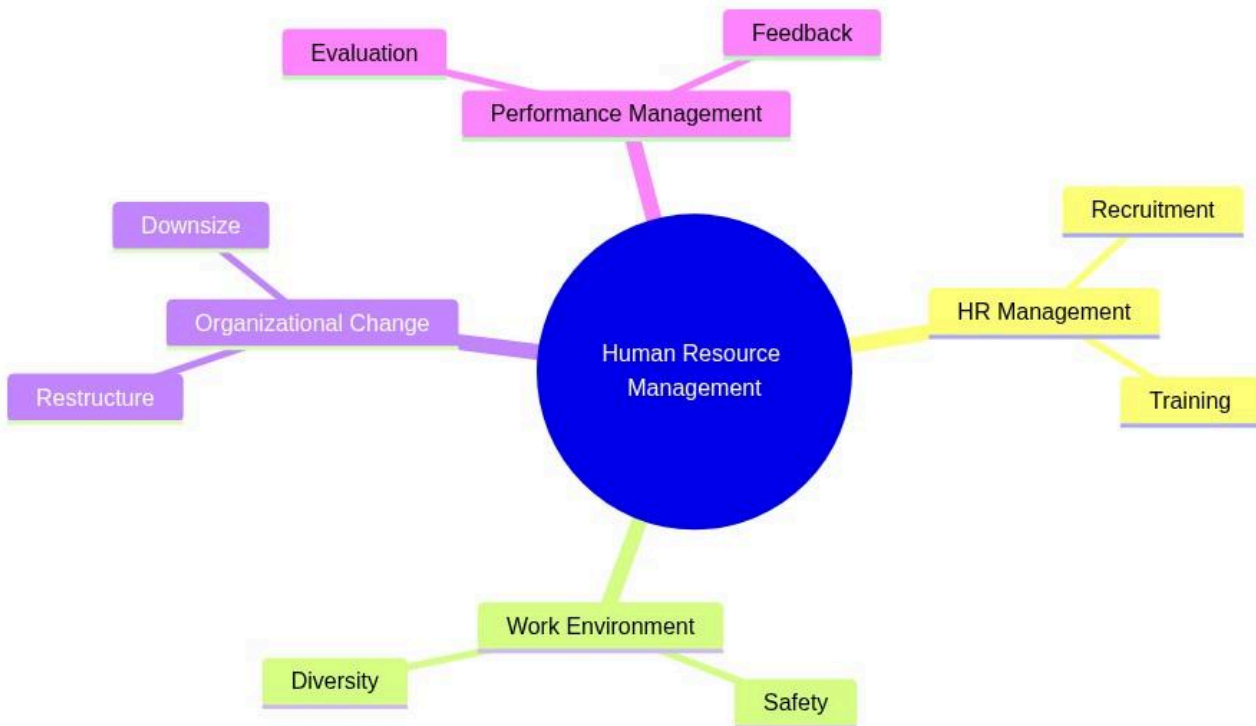 Feedback
Evaluation
Performance Management
Recruitment
Downsize
HR Management
Organizational Change
Human Resource
Management
Restructure
Training
Work Environment
Diversity
Safety